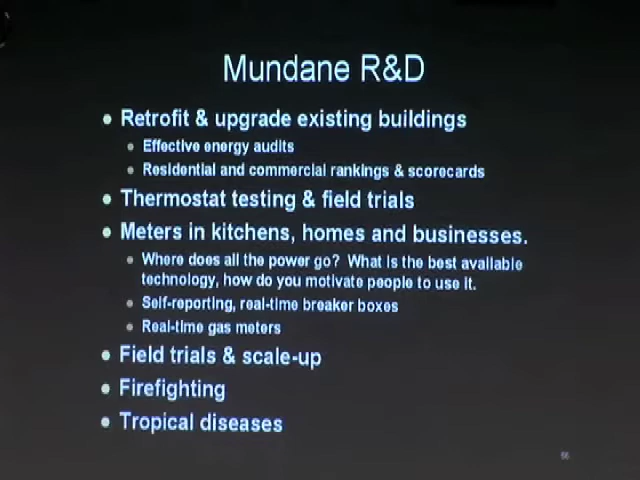 Mundane R&D
• Retrofit & upgrade existing buildings
• Effective energy audits
• Residential and commercial rankings & scorecards
• Thermostat testing & field trials
• Meters in kitchens, homes and businesses.
• Where does all the power go? What is the best available
technology, how do you motivate people to use it.
• Self-reporting, real-time breaker boxes
• Real-time gas meters
• Field trials & scale-up
• Firefighting
• Tropical diseases